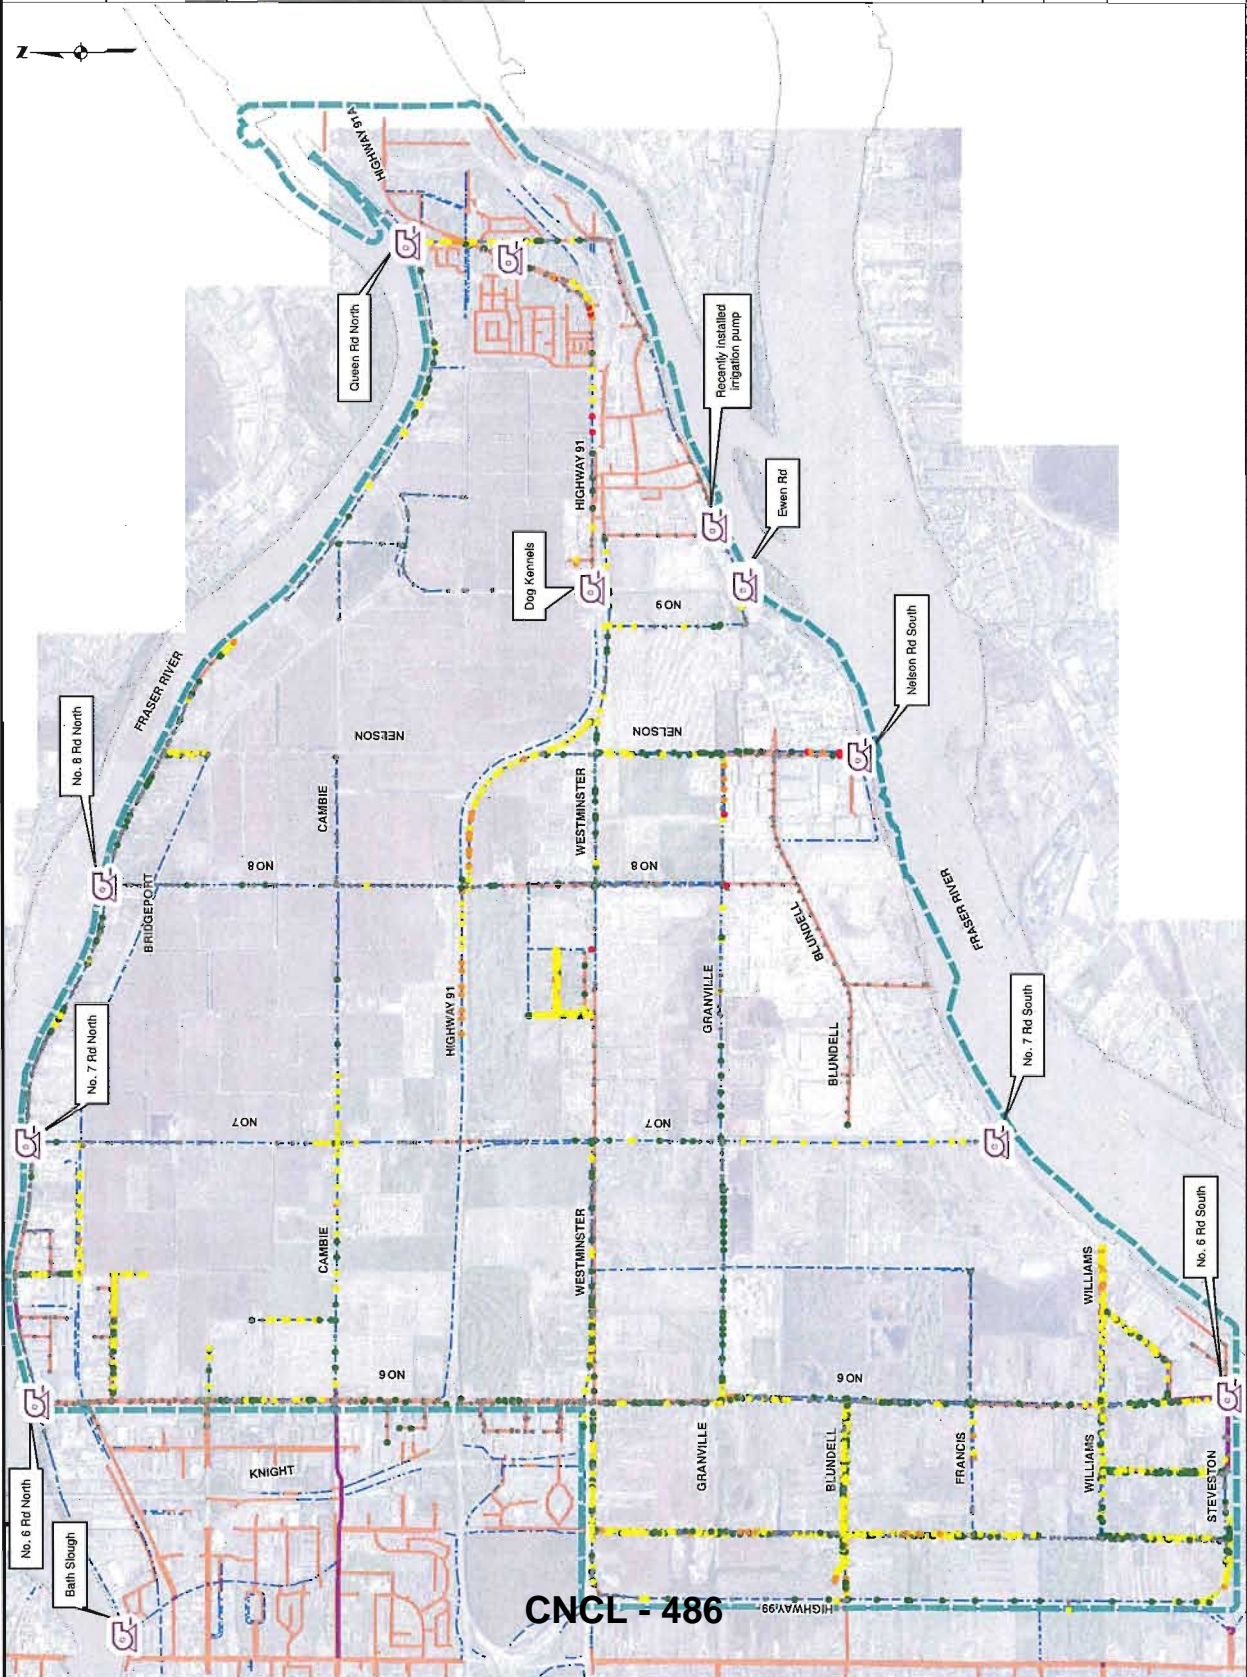 Z
HIGHWAY 91A
Queen Rd North
Recently installed
irrigation pump
HIGHWAY 91
Ewen Rd
Dog Kennels
NO 9
FRASER RIVER
No. 8 Rd North
Nelson Rd South
NELSON
NELSON
CAMBIE
WESTMINSTER
NO 8
NO 8
BRIDGEPORT
FRASER RIVER
BLUNDELL
GRANVILLE
HIGHWAY 91
No. 7 Rd North
BLUNDELL
No. 7 Rd South
NO 7
NO 7
CAMBIE
WESTMINSTER
WILLIAMS
No. 6 Rd South
NO 6
NO 6
No. 6 Rd North
KNIGHT
GRANVILLE
BLUNDELL
FRANCIS
WILLIAMS
STEVESTON
Bath Slough
HIGHWAY 99
CNCL - 486